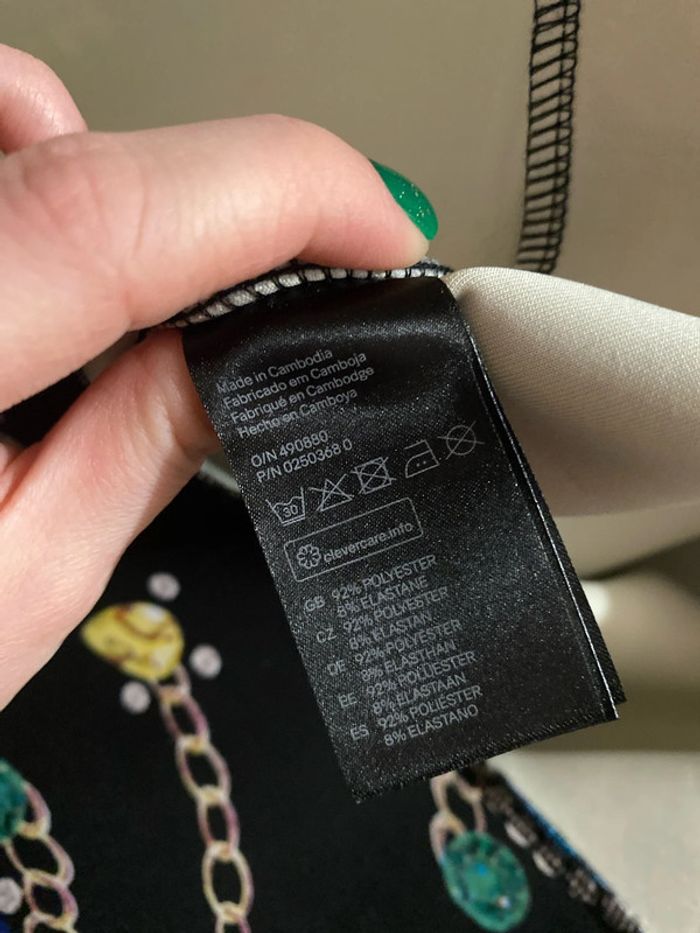 Made in Cambodia
Fabricado em Camboja
Fabriqué en Cambodge
Hecho en Camboya
O/N 490880
P/N 0250368 0
30
clevercare.info
GB 92% POLYESTER
8% ELASTANE
CZ 92% POLYESTER
8% ELASTAN
DE 92% POLYESTER
8% ELASTHAN
EE 92% POLÜESTER
8% ELASTAAN
ES 92% POLIÉSTER
8% ELASTANO